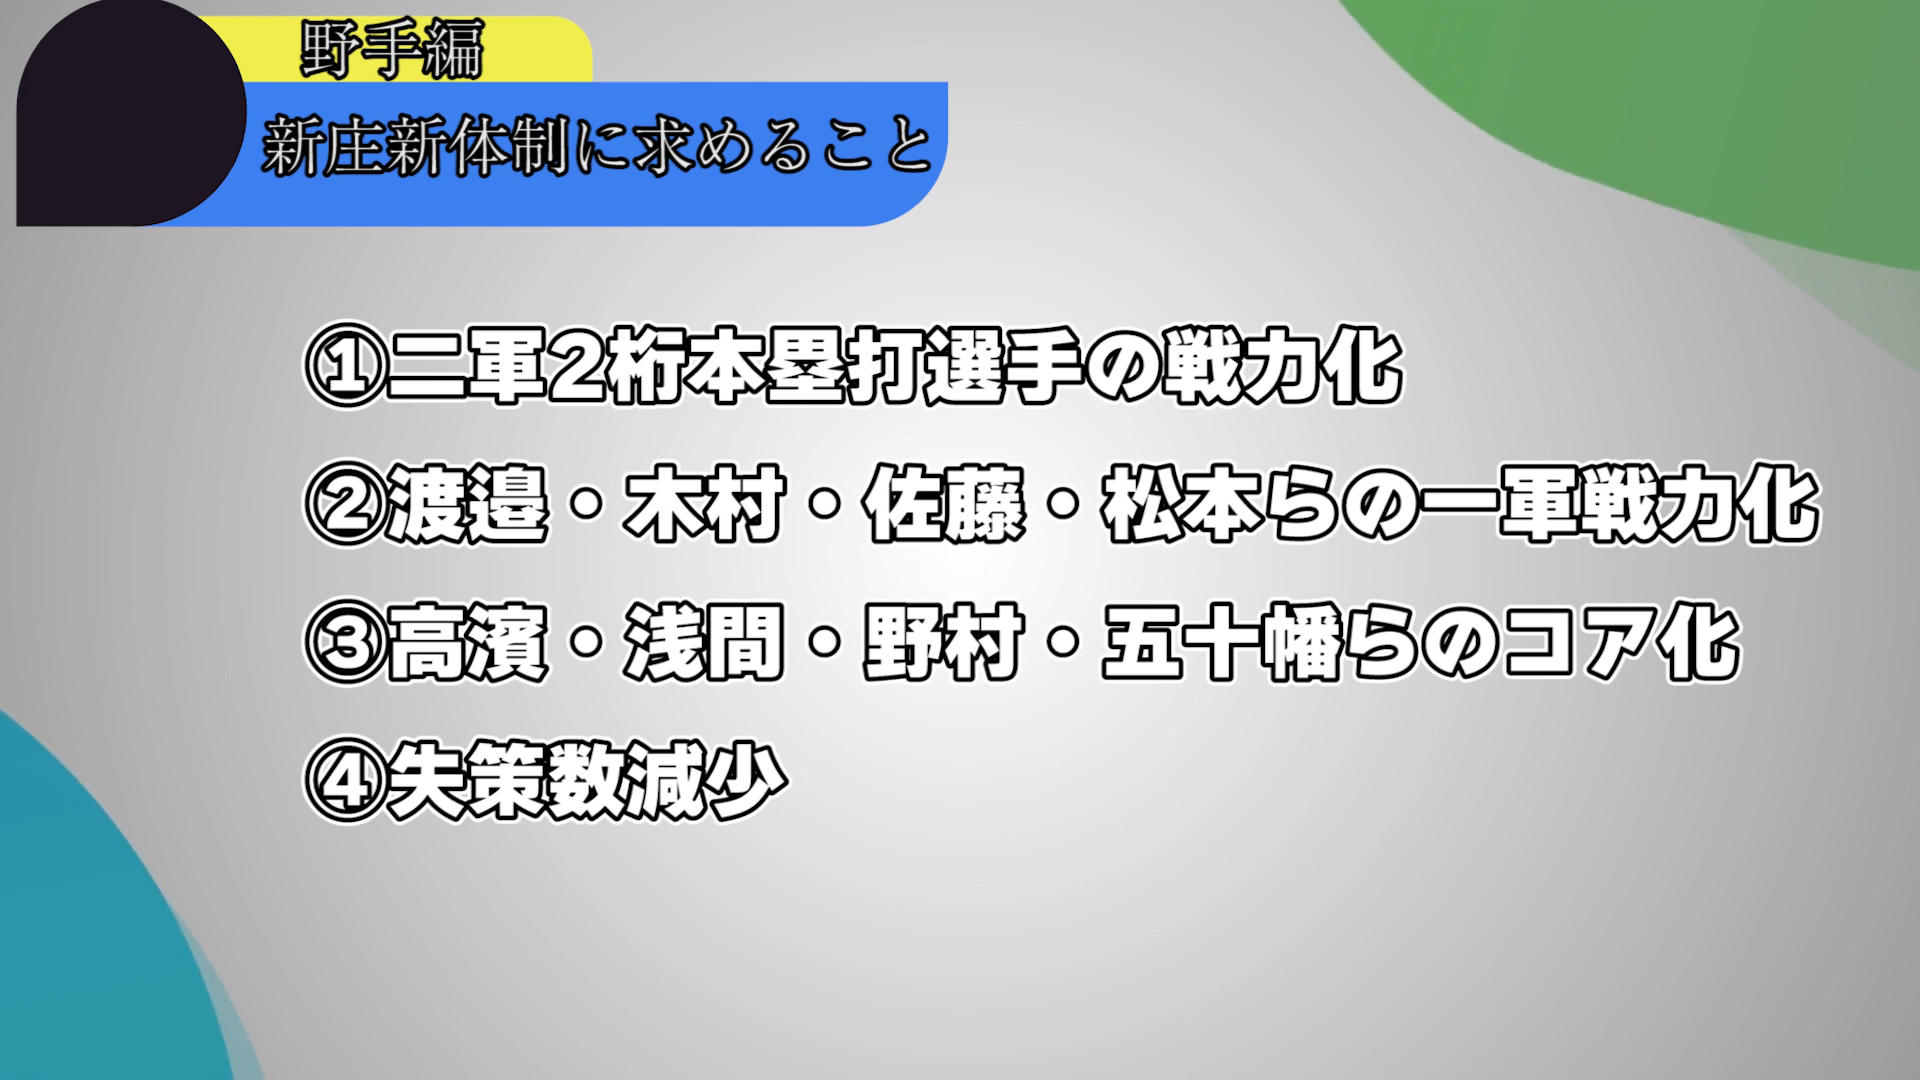 野手編
新庄新体制に求めること
①二軍2桁本塁打選手の戦力化
②渡邉・木村・佐藤・松本らの一軍戦力化
③高濱・浅間・野村・五十幡らのコア化
④失策数減少